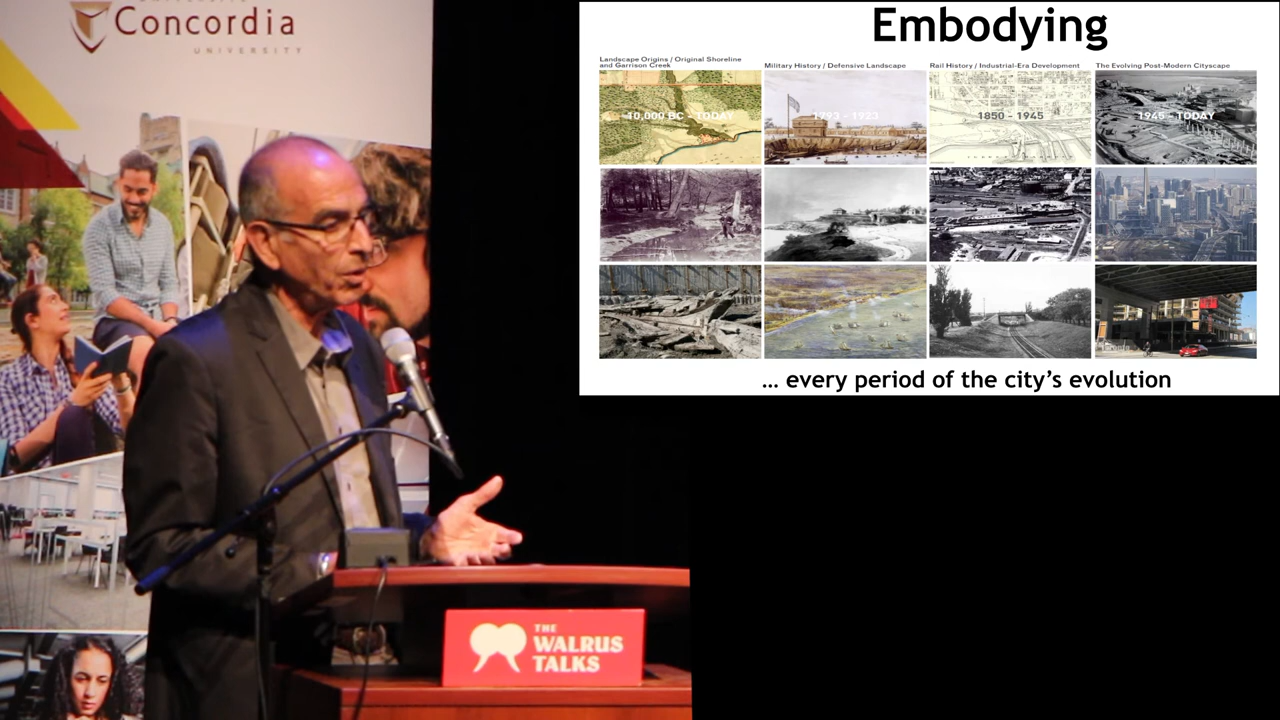 Concordia
UNIVERSITY
THE
WALRUS
TALKS
Embodying
Landscape Origins / Original Shoreline
and Garrison Creek
Military History / Defensive Landscape
Rail History / Industrial-Era Development
The Evolving Post-Modern Cityscape
10,000 BC - TODAY
1793 - 1923
1850 - 1945
1945 - TODAY
... every period of the city's evolution